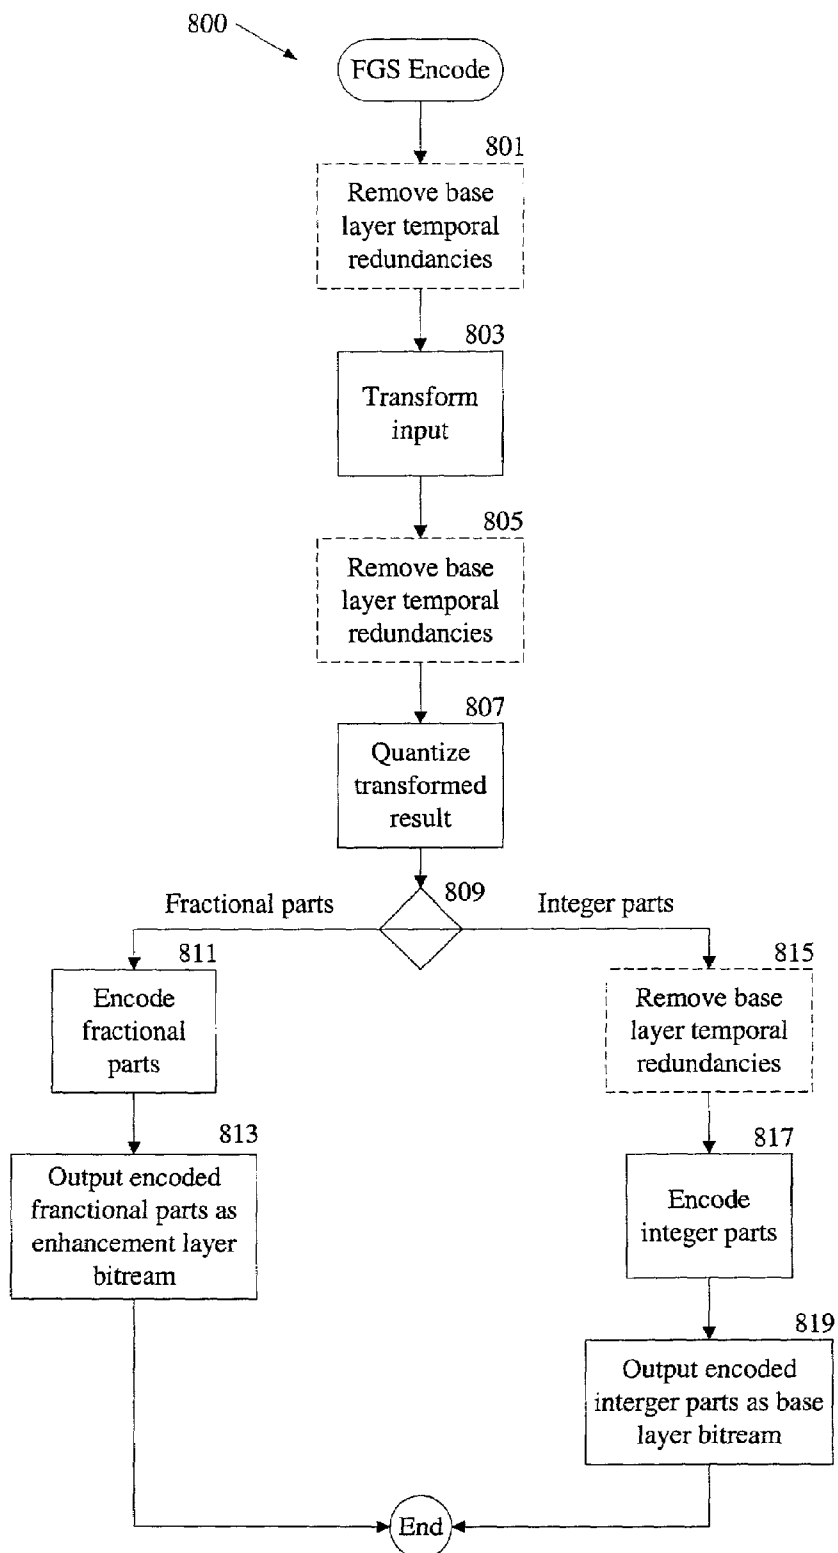 800
FGS Encode
801
Remove base
layer temporal
redundancies
803
Transform
input
805
Remove base
layer temporal
redundancies
807
Quantize
transformed
result
809
Fractional parts
Integer parts
811
Encode
fractional
parts
815
Remove base
layer temporal
redundancies
813
Output encoded
franctional parts as
enhancement layer
bitream
817
Encode
integer parts
819
Output encoded
interger parts as base
layer bitream
End